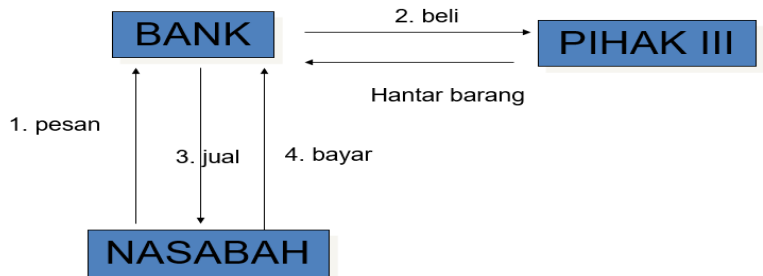 BANK
2. beli
PIHAK III
Hantar barang
1. pesan
3. jual
4. bayar
NASABAH